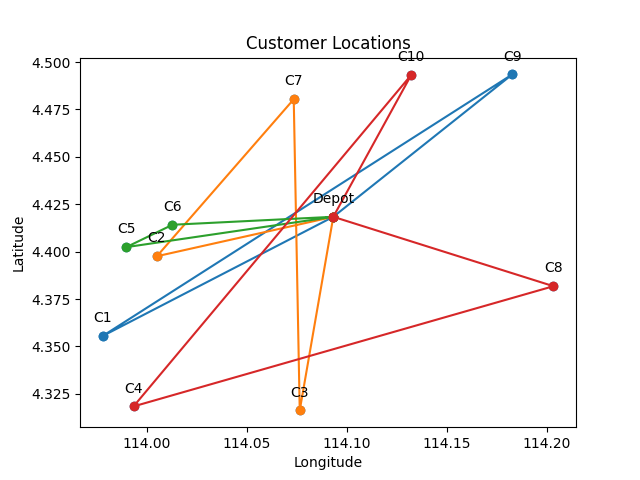 Customer Locations
4.500
4.475
4.450
4.425
4.400
4.375
4.350
4.325
Latitude
C10
C9
C7
Depot
C6
C5
C2
C8
C1
C4
C3
114.00
114.05
114.10
114.15
114.20
Longitude